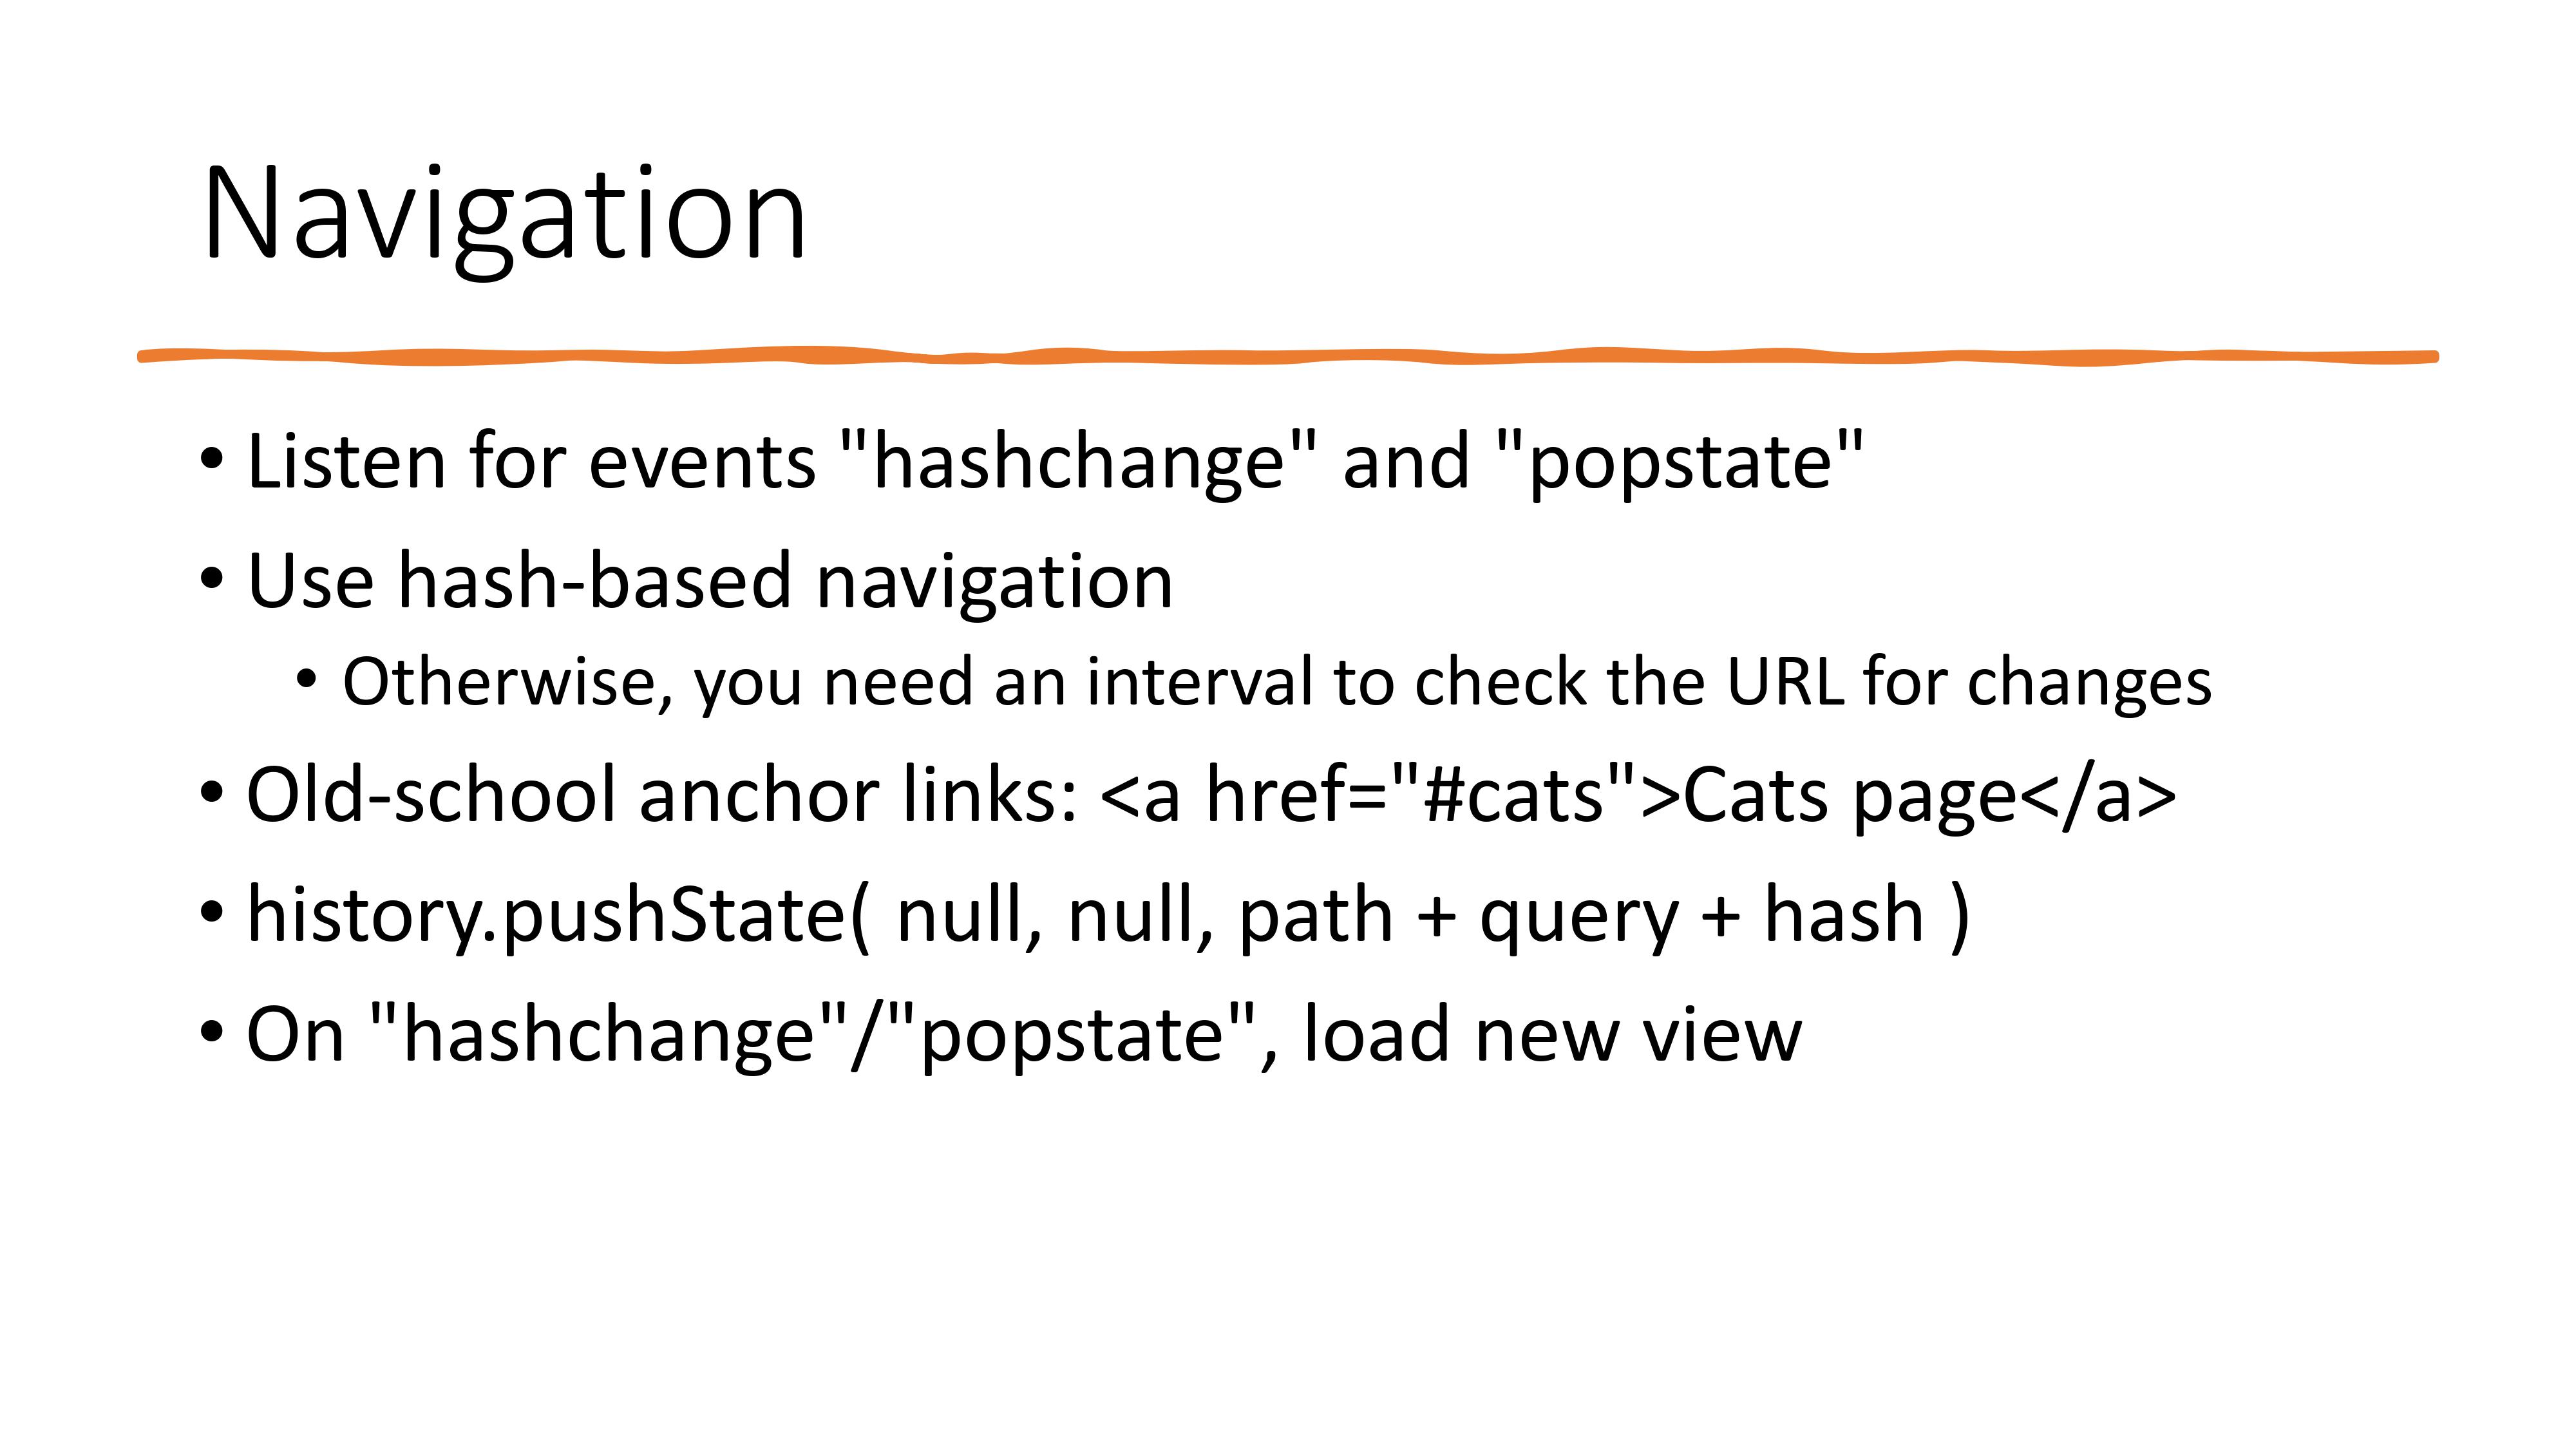 Navigation
• Listen for events "hashchange" and "popstate"
• Use hash-based navigation
• Otherwise, you need an interval to check the URL for changes
• Old-school anchor links: <a href="#cats">Cats page</a>
• history.pushState( null, null, path + query + hash )
• On "hashchange"/"popstate", load new view